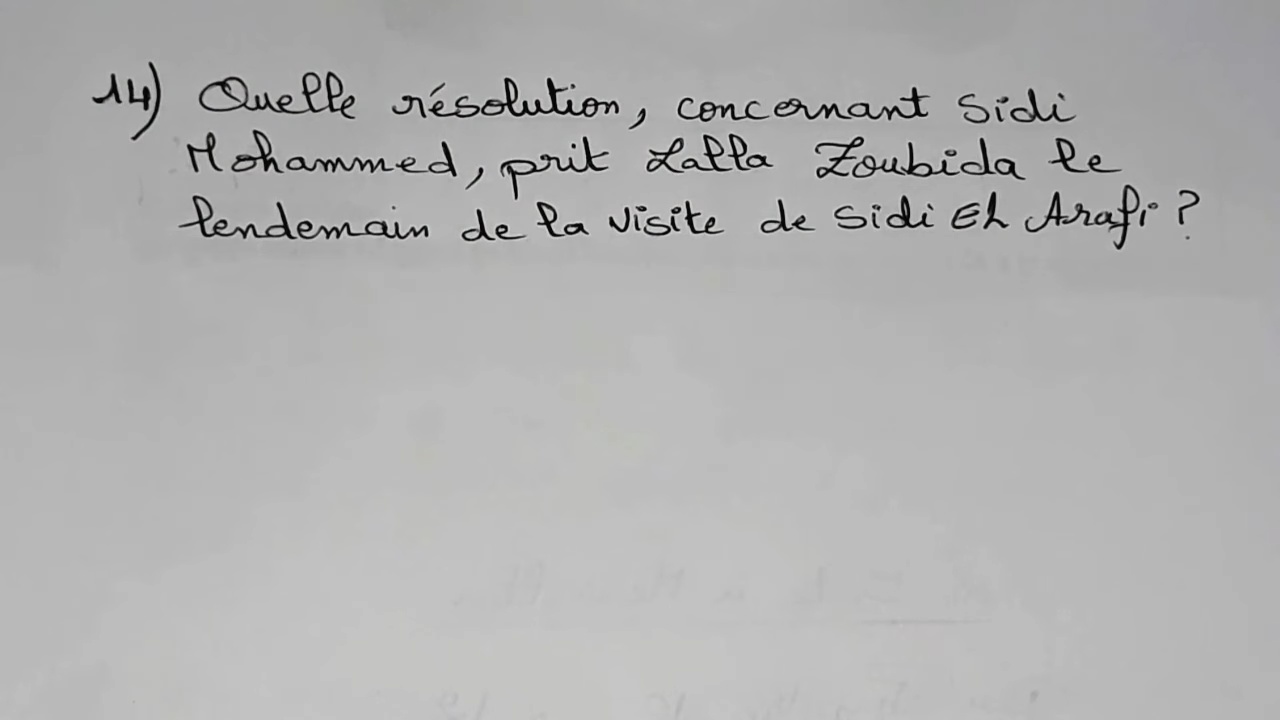 14) Quelle résolution, concernant Sidi
Mohammed, prit Lalla Zoubida le
lendemain de la visite de Sidi El Arafi ?